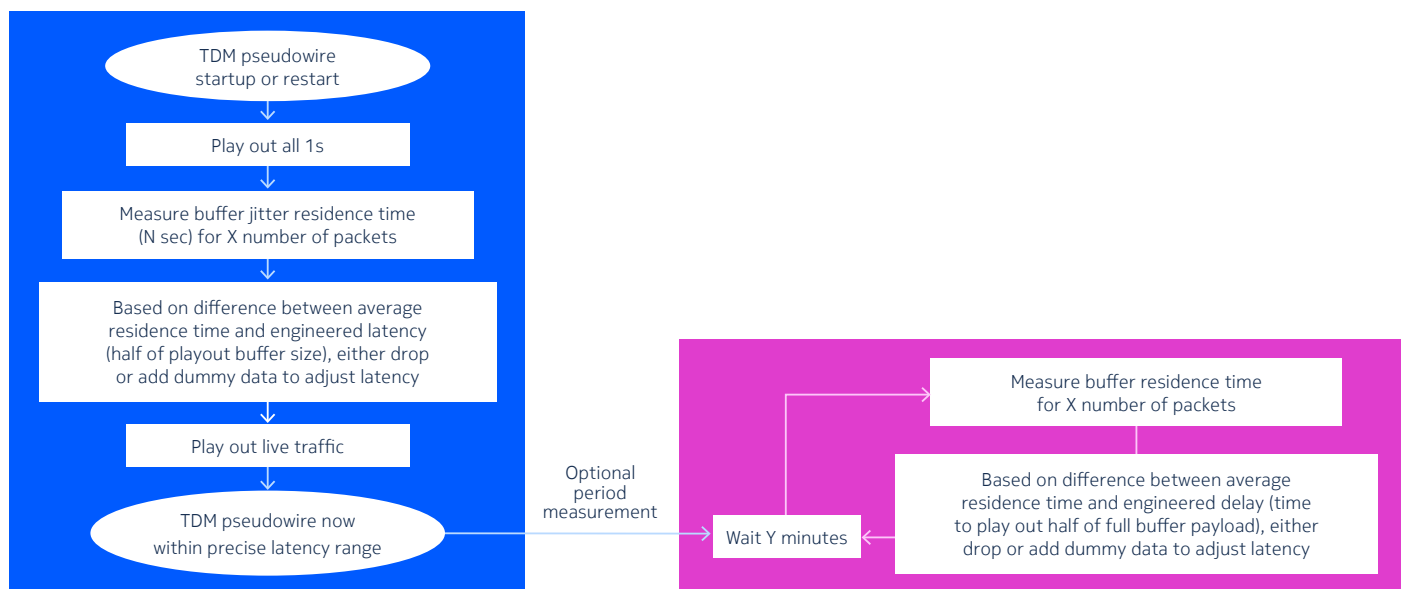 TDM pseudowire
startup or restart
Play out all 1s
Measure buffer jitter residence time
(N sec) for X number of packets
Based on difference between average
residence time and engineered latency
(half of playout buffer size), either drop
or add dummy data to adjust latency
Play out live traffic
TDM pseudowire now
within precise latency range
Optional
period
measurement
Wait Y minutes
Measure buffer residence time
for X number of packets
Based on difference between average
residence time and engineered delay (time
to play out half of full buffer payload), either
drop or add dummy data to adjust latency